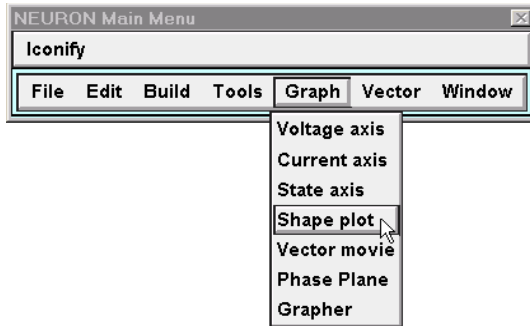 NEURON Main Menu
Iconify
File Edit Build Tools Graph Vector Window
Voltage axis
Current axis
State axis
Shape plot
Vector movie
Phase Plane
Grapher